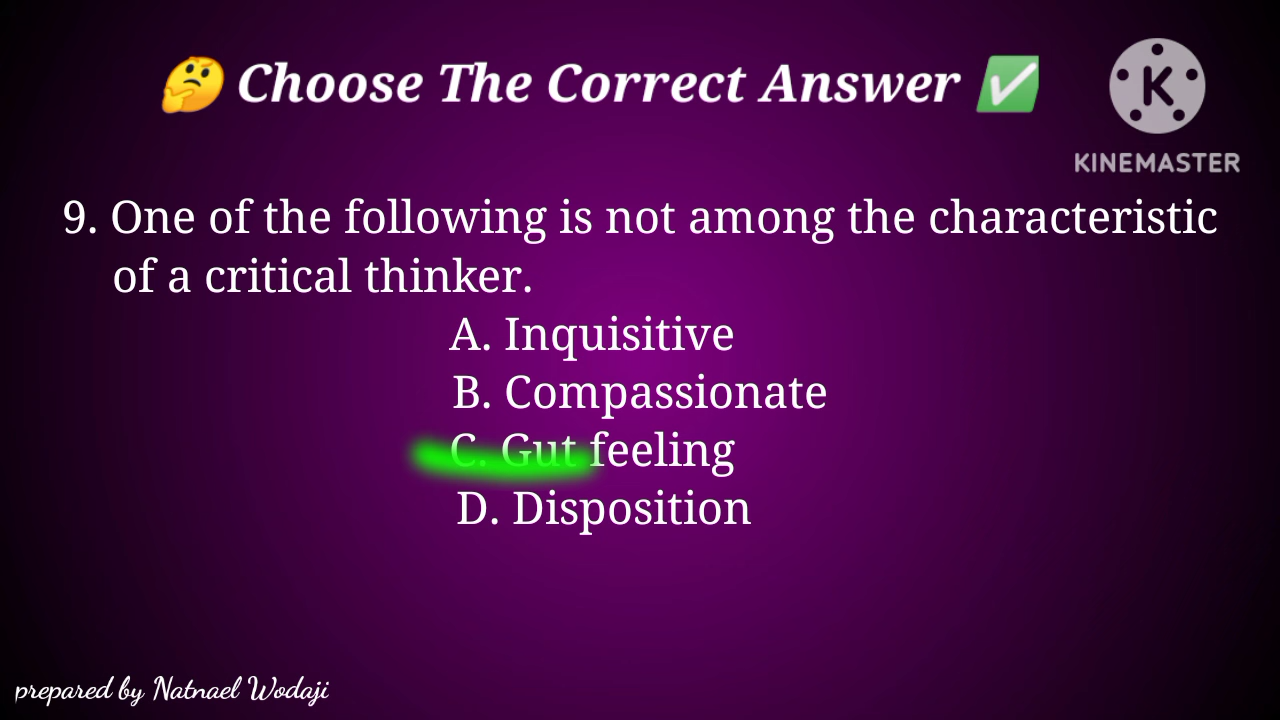 🤔 Choose The Correct Answer ✅
KINEMASTER
9. One of the following is not among the characteristic
of a critical thinker.
A. Inquisitive
B. Compassionate
C. Gut feeling
D. Disposition
prepared by Natnael Wodaji